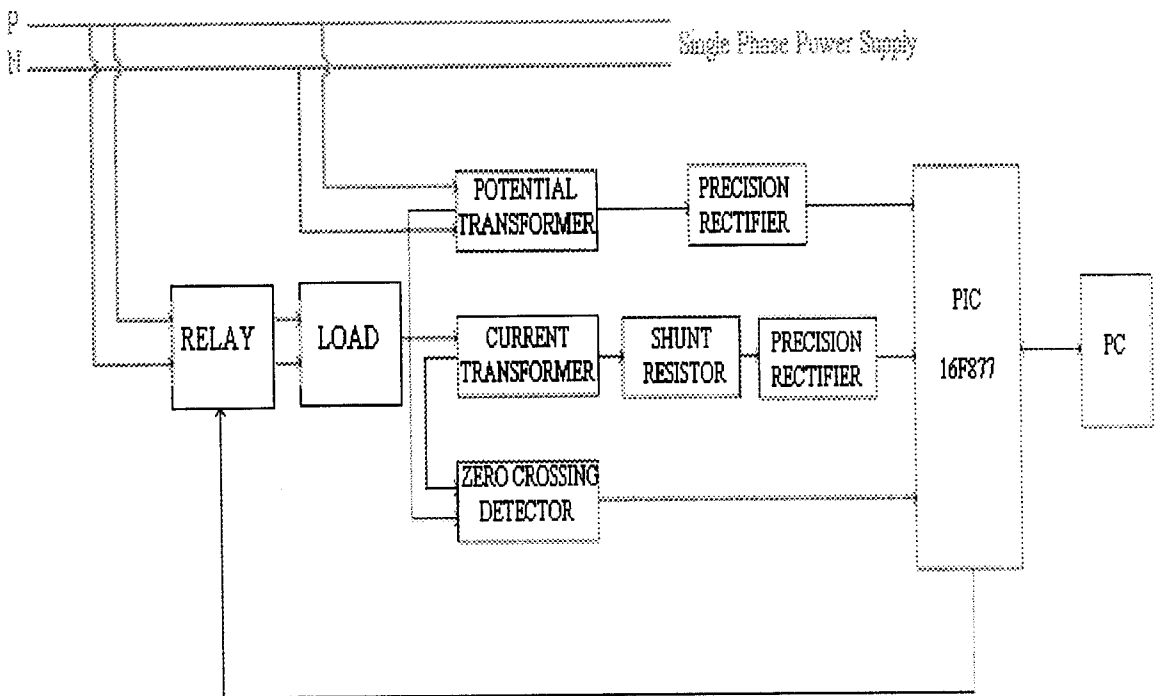 P
N
Single Phase Power Supply
POTENTIAL
TRANSFORMER
PRECISION
RECTIFIER
RELAY
LOAD
CURRENT
TRANSFORMER
SHUNT
RESISTOR
PRECISION
RECTIFIER
PIC
16F877
PC
ZERO CROSSING
DETECTOR